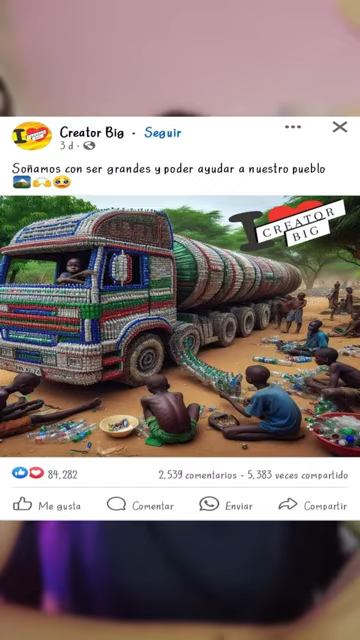 Creator Big · Seguir
3 d ·
Soñamos con ser grandes y poder ayudar a nuestro pueblo
I
CREATOR
BIG
84,282
2,539 comentarios · 5,383 veces compartido
Me gusta
Comentar
Enviar
Compartir